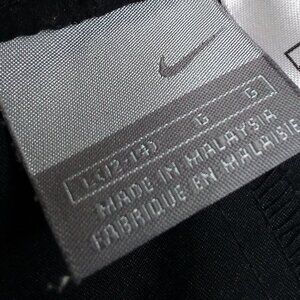 L (12-14) G G
MADE IN MALAYSIA
FABRIQUE EN MALAISIE